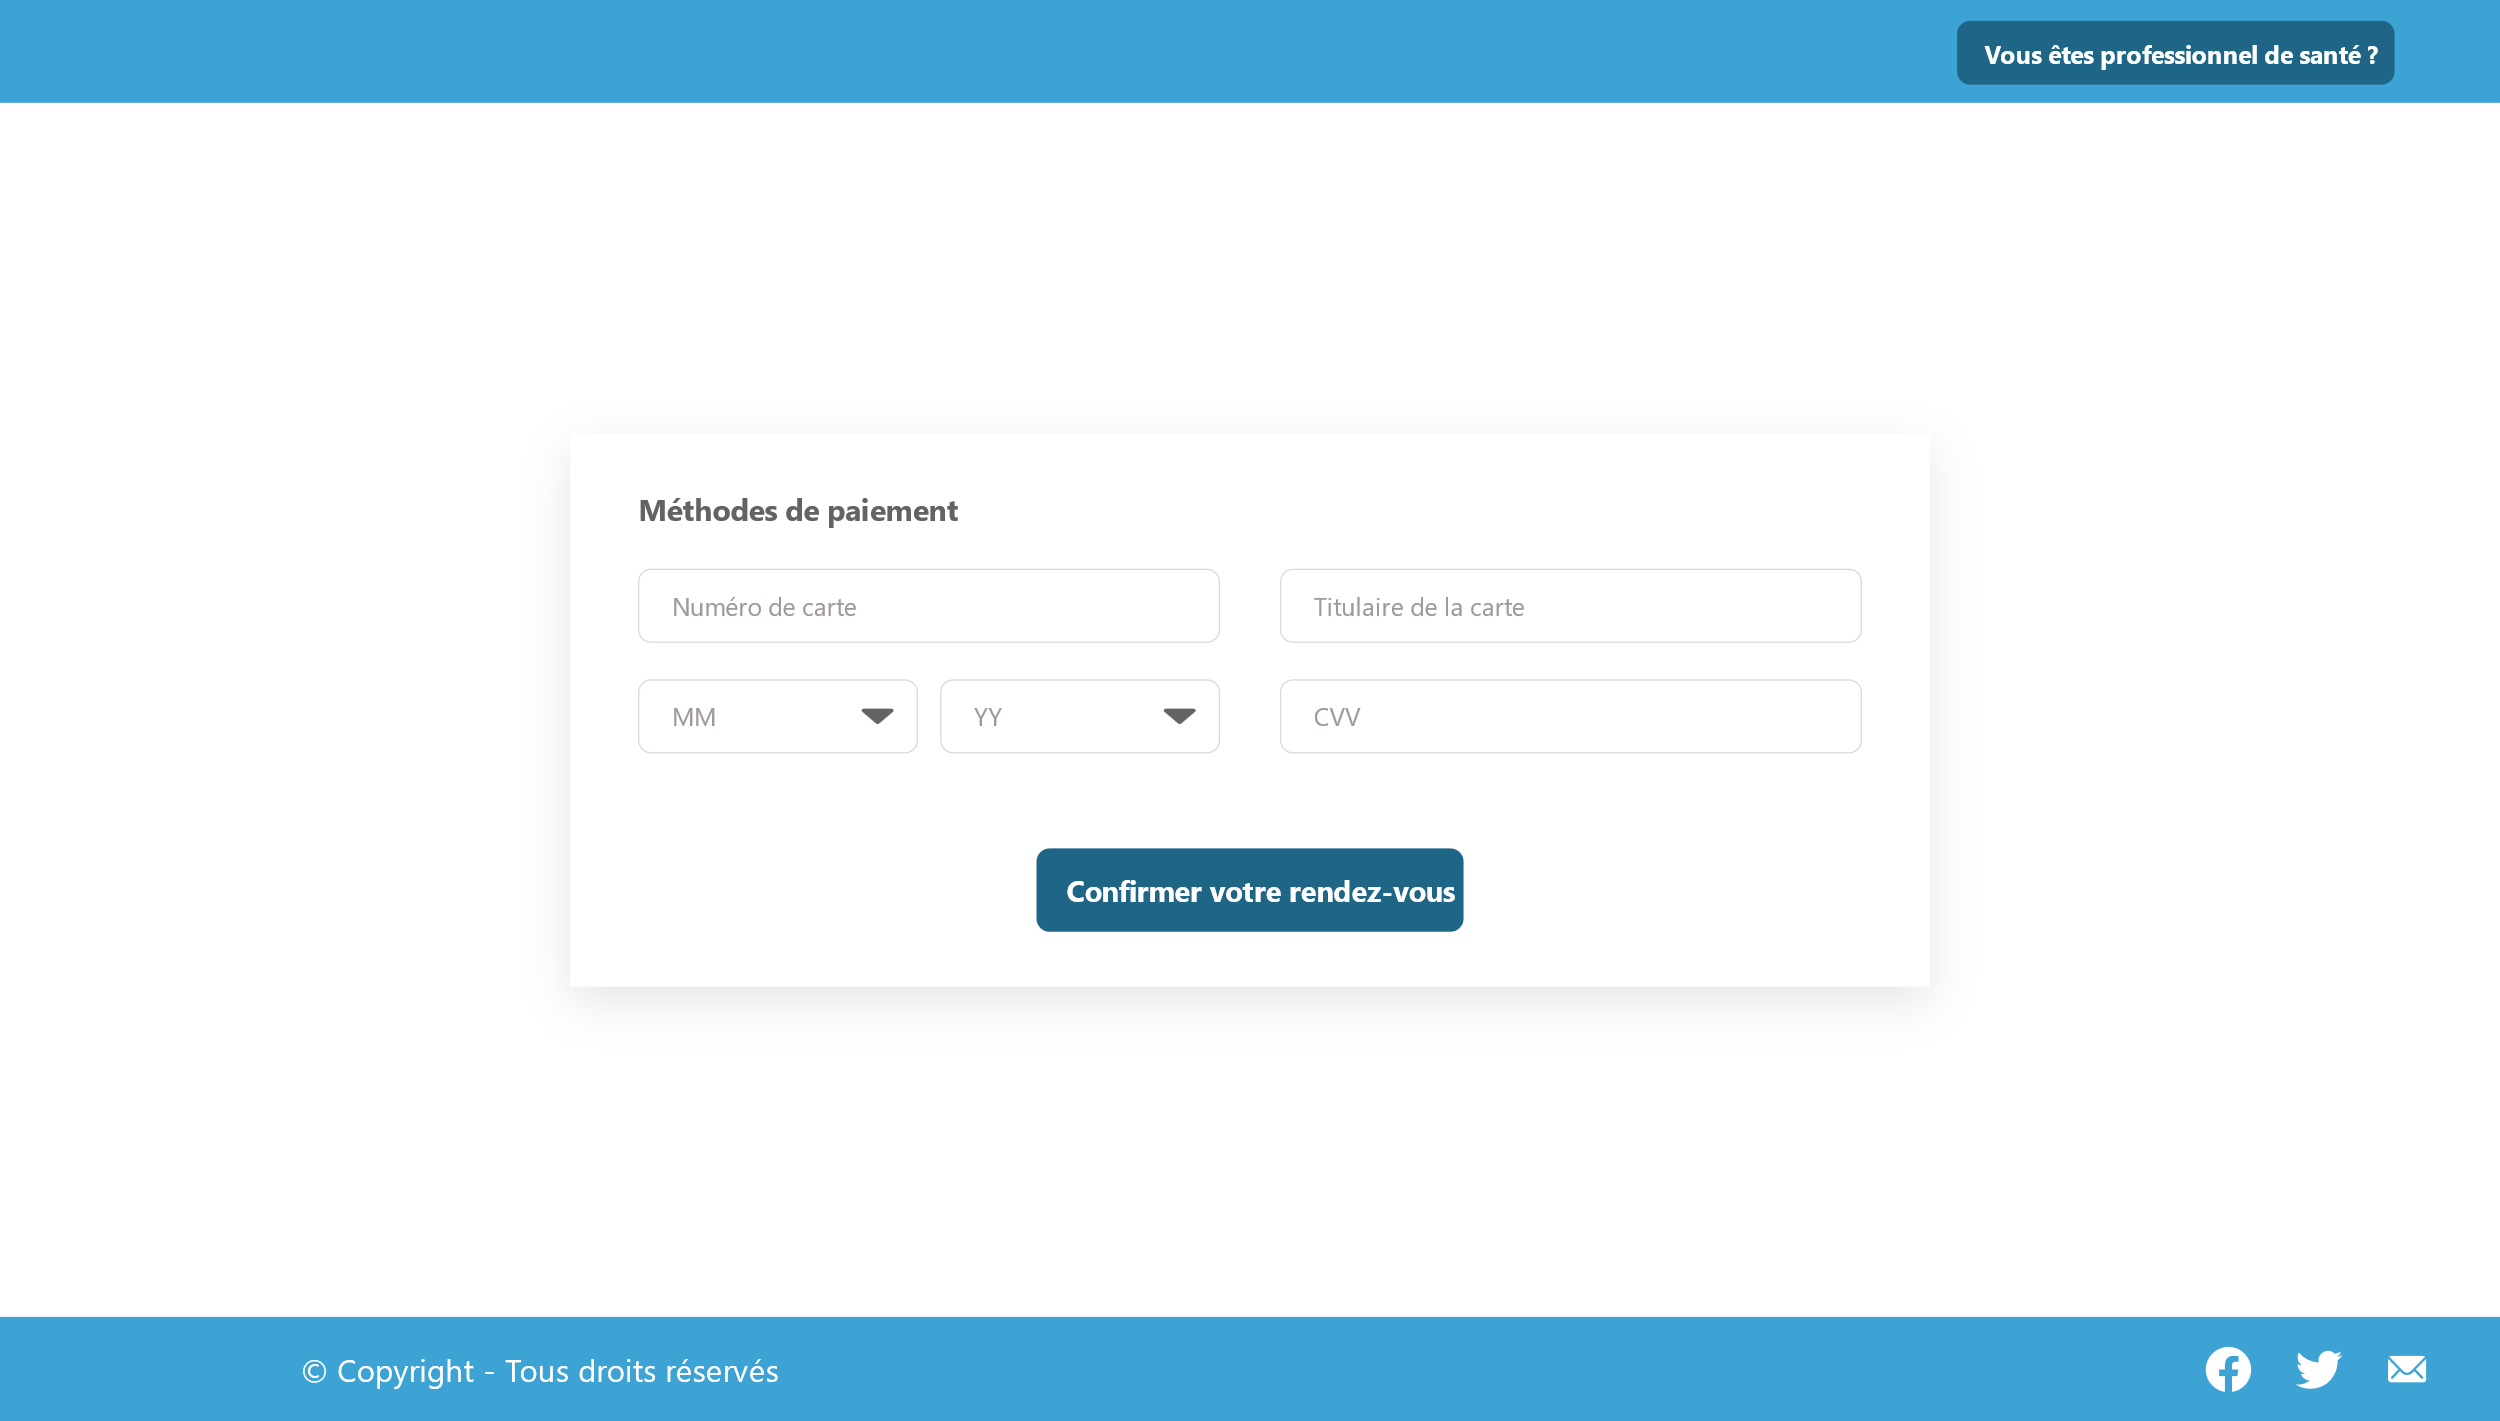 Vous êtes professionnel de santé ?
Méthodes de paiement
Numéro de carte
Titulaire de la carte
MM
YY
CVV
Confirmer votre rendez-vous
© Copyright - Tous droits réservés